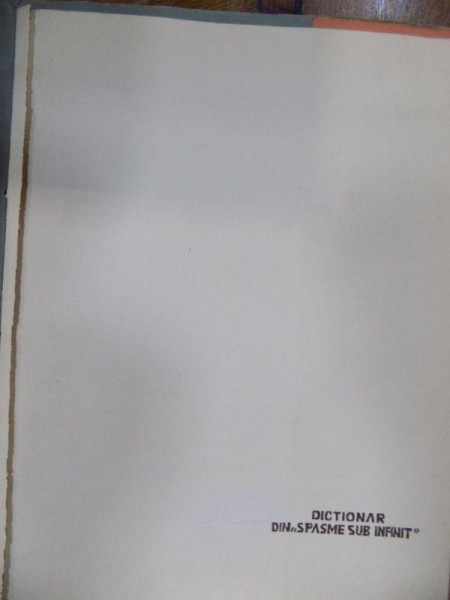 DICTIONAR
DIN „SPASME SUB INFINIT"